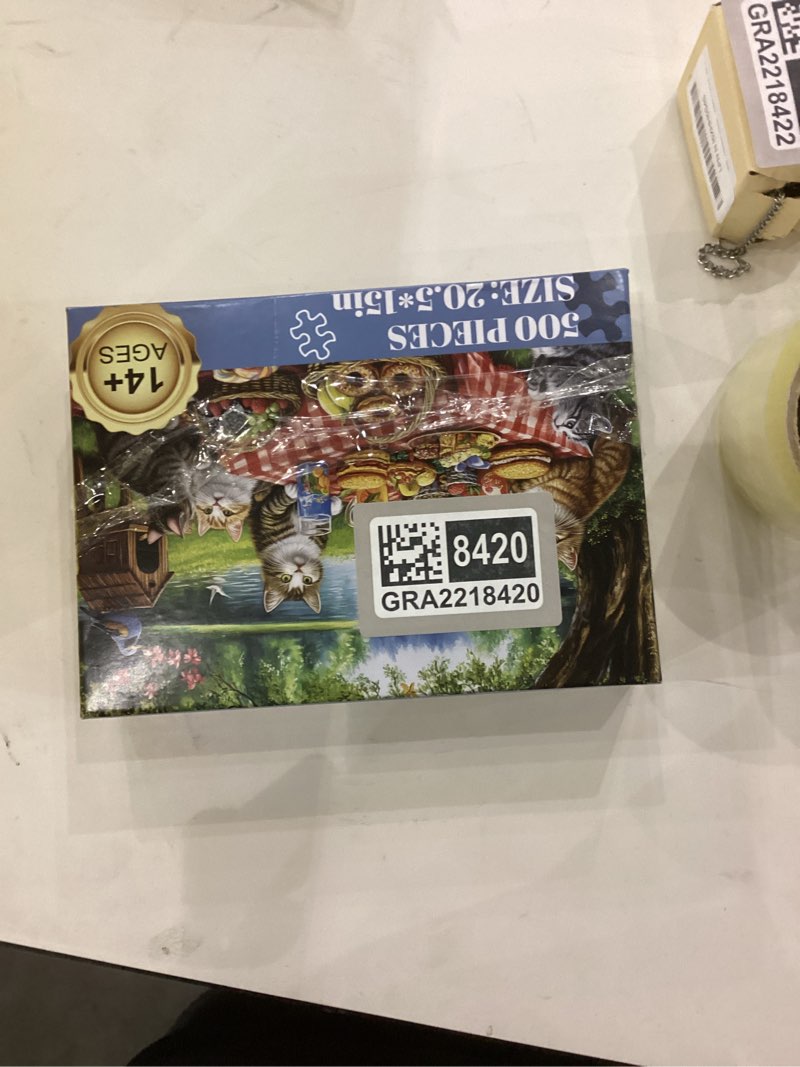 500 PIECES
SIZE: 20.5*15in
14+
AGES
8420
GRA2218420
GRA2218422